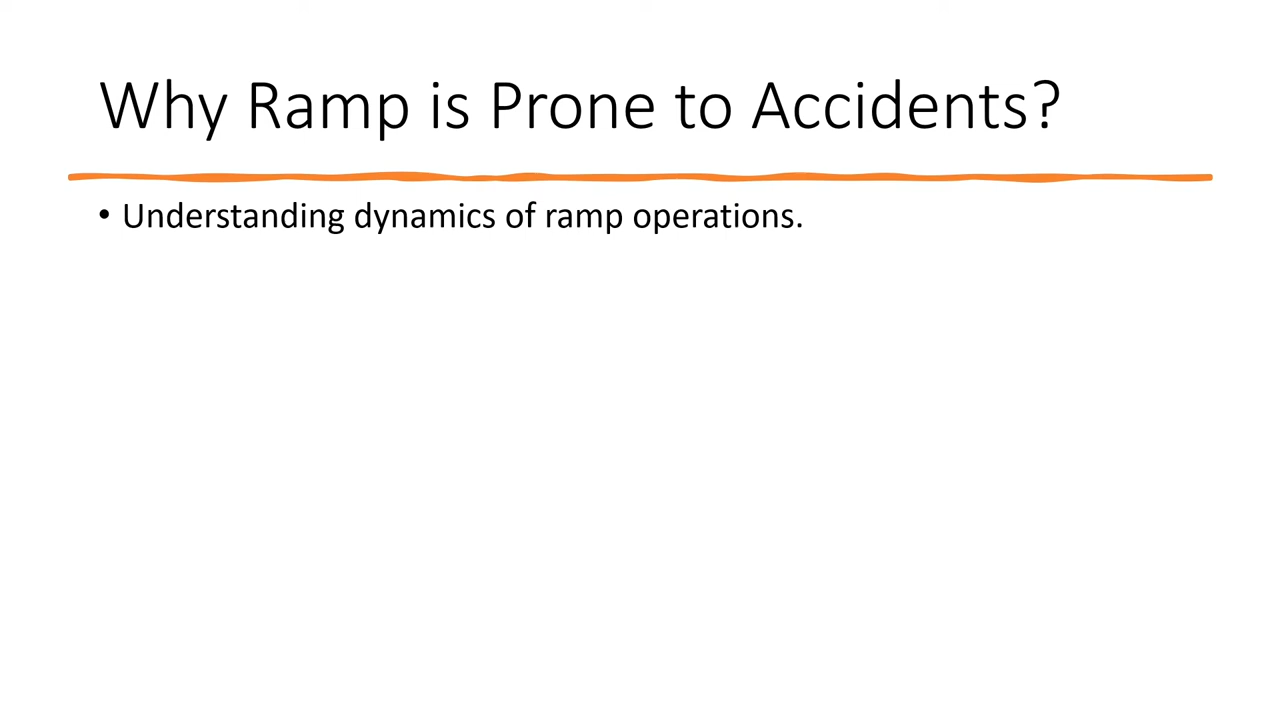 Why Ramp is Prone to Accidents?
• Understanding dynamics of ramp operations.